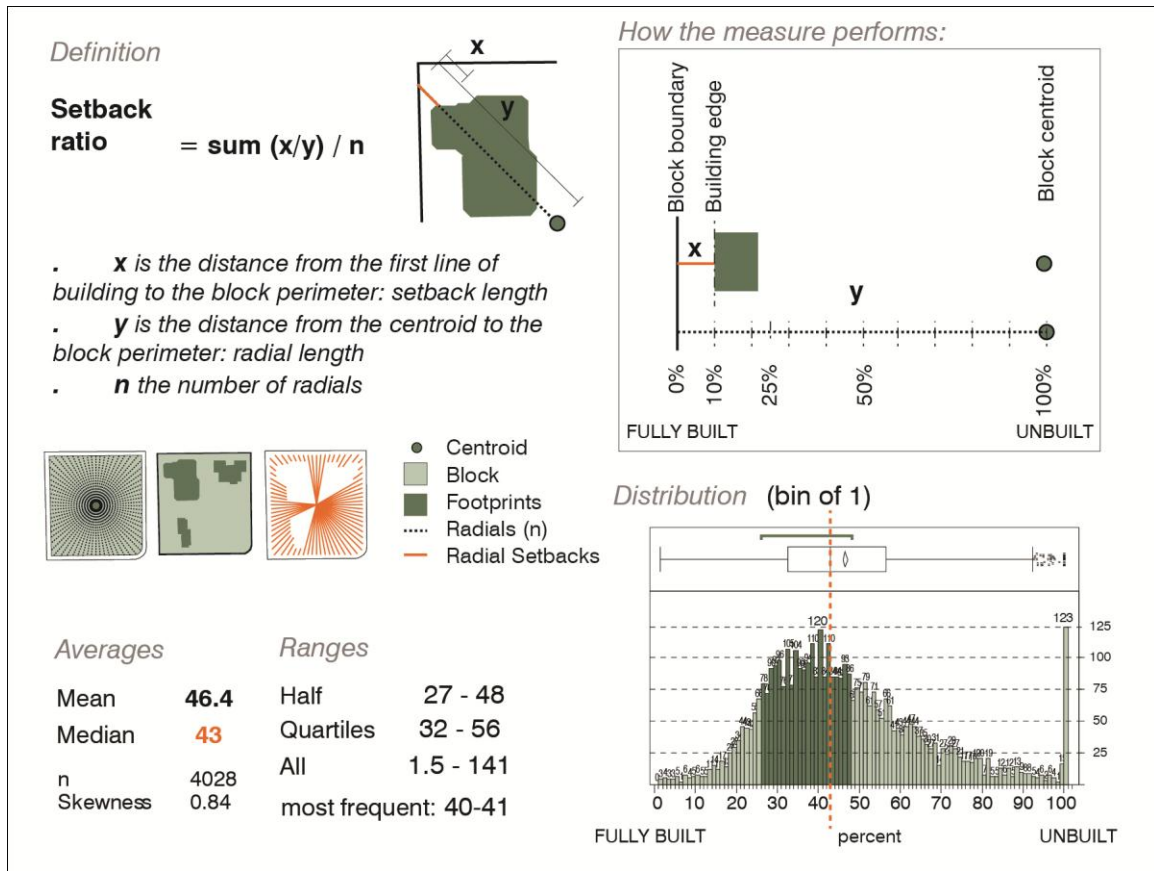 Definition
Setback
ratio = sum (x/y) / n
x
y
. x is the distance from the first line of
building to the block perimeter: setback length
. y is the distance from the centroid to the
block perimeter: radial length
. n the number of radials
Centroid
Block
Footprints
Radials (n)
Radial Setbacks
Averages
Mean 46.4
Median 43
n 4028
Skewness 0.84
Ranges
Half 27 - 48
Quartiles 32 - 56
All 1.5 - 141
most frequent: 40-41
How the measure performs:
Block boundary
Building edge
Block centroid
x
y
0%
10%
25%
50%
100%
FULLY BUILT
UNBUILT
Distribution (bin of 1)
120
123
125
100
75
50
25
0 10 20 30 40 50 60 70 80 90 100
FULLY BUILT percent UNBUILT